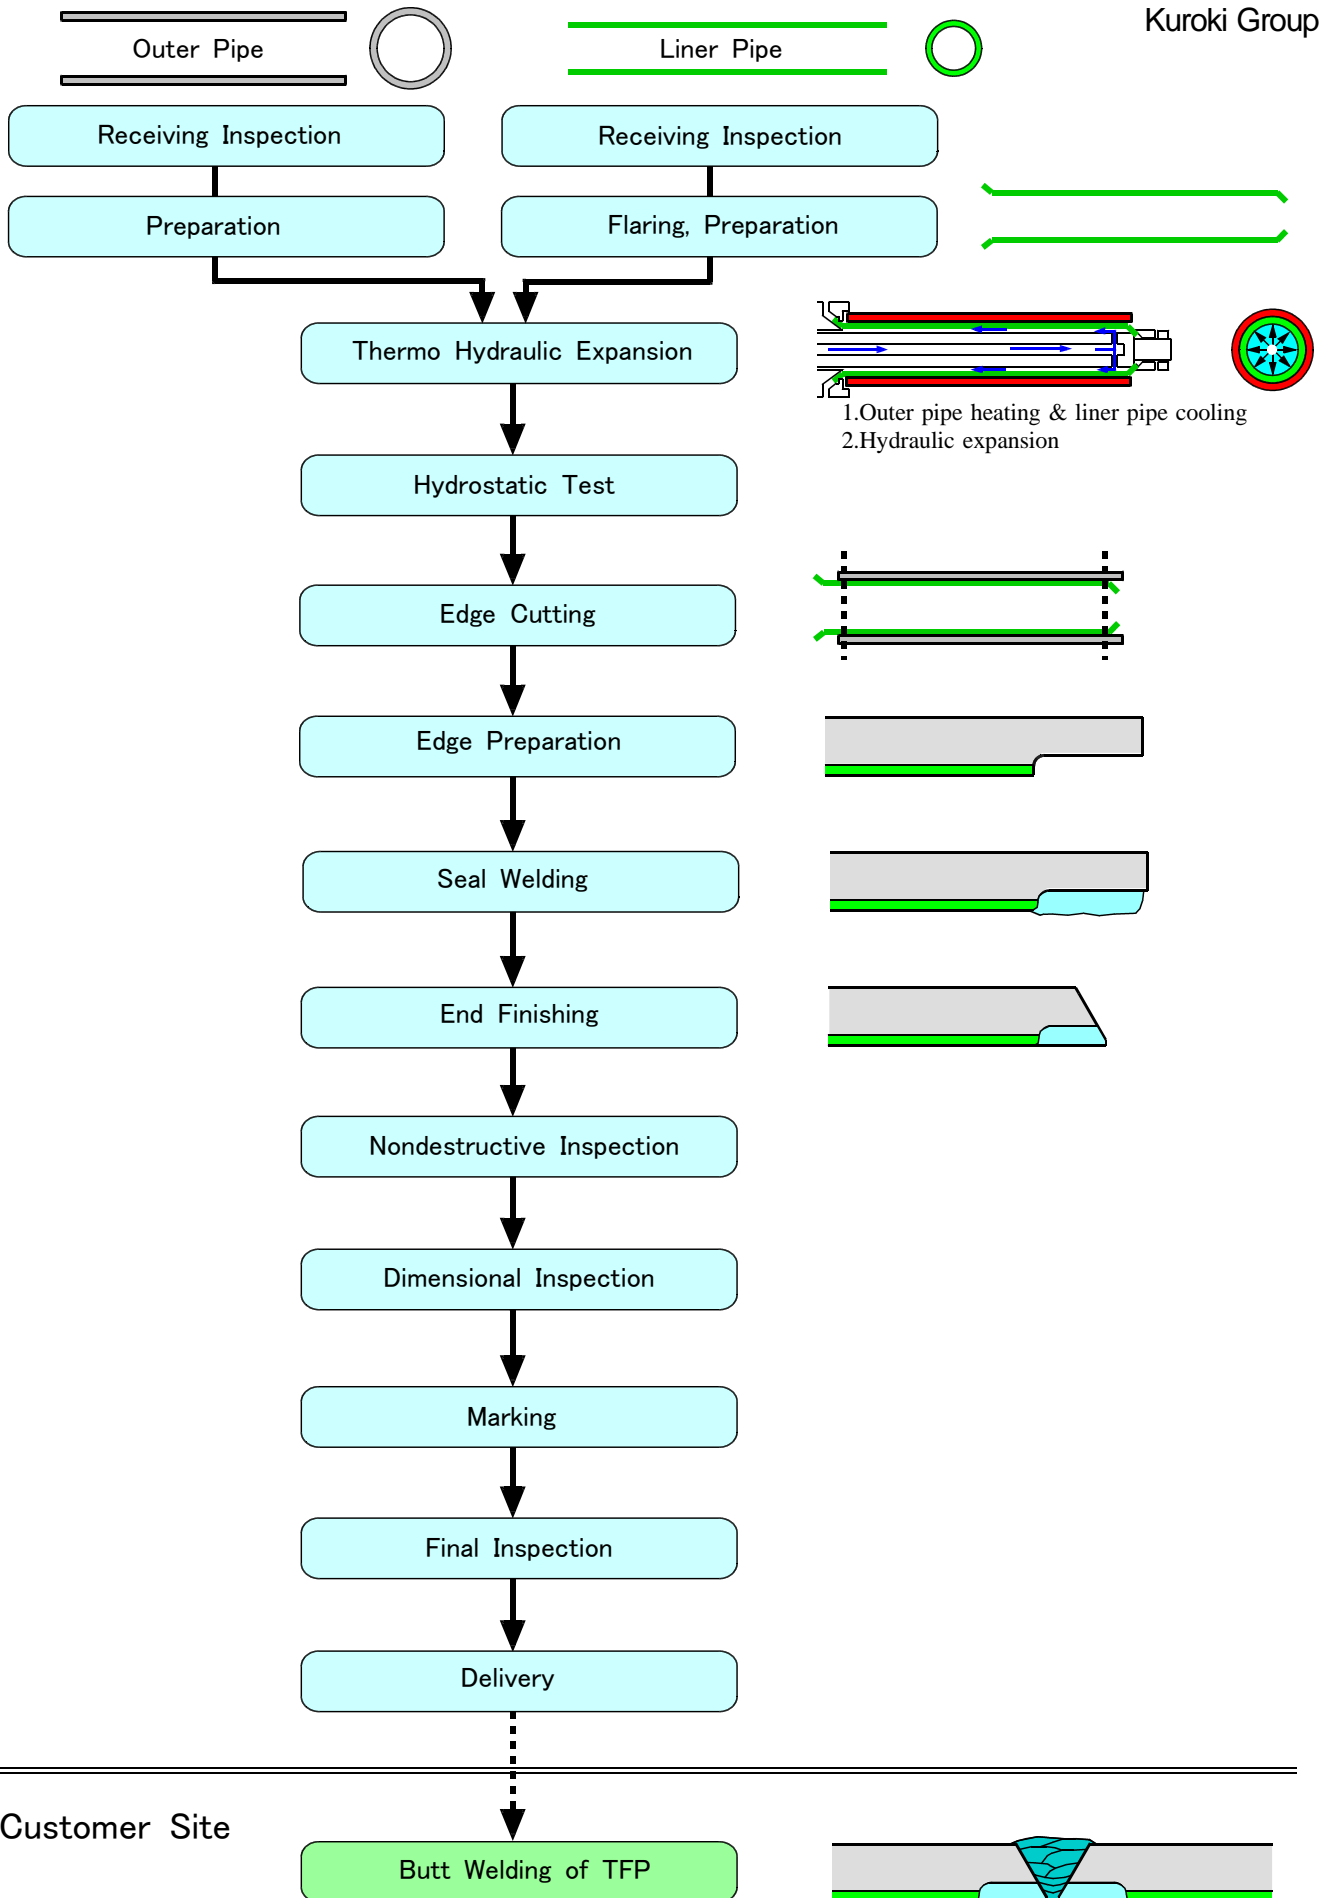 Kuroki Group
Outer Pipe
Liner Pipe
Receiving Inspection
Receiving Inspection
Preparation
Flaring, Preparation
Thermo Hydraulic Expansion
1.Outer pipe heating & liner pipe cooling
2.Hydraulic expansion
Hydrostatic Test
Edge Cutting
Edge Preparation
Seal Welding
End Finishing
Nondestructive Inspection
Dimensional Inspection
Marking
Final Inspection
Delivery
Customer Site
Butt Welding of TFP